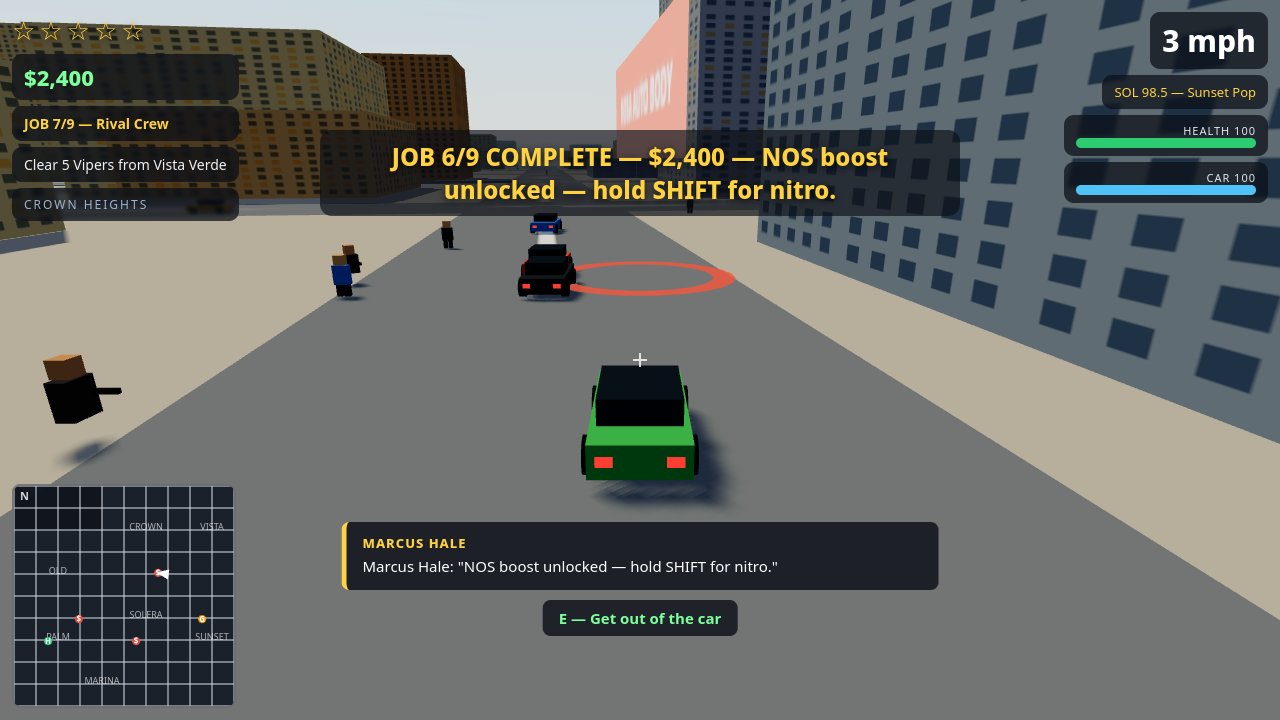 $2,400
JOB 7/9 — Rival Crew
Clear 5 Vipers from Vista Verde
CROWN HEIGHTS
3 mph
SOL 98.5 — Sunset Pop
HEALTH 100
CAR 100
AUTO BODY
JOB 6/9 COMPLETE — $2,400 — NOS boost
unlocked — hold SHIFT for nitro.
MARCUS HALE
Marcus Hale: "NOS boost unlocked — hold SHIFT for nitro."
E — Get out of the car
N
CROWN
VISTA
OLD
SOLERA
PALM
SUNSET
MARINA